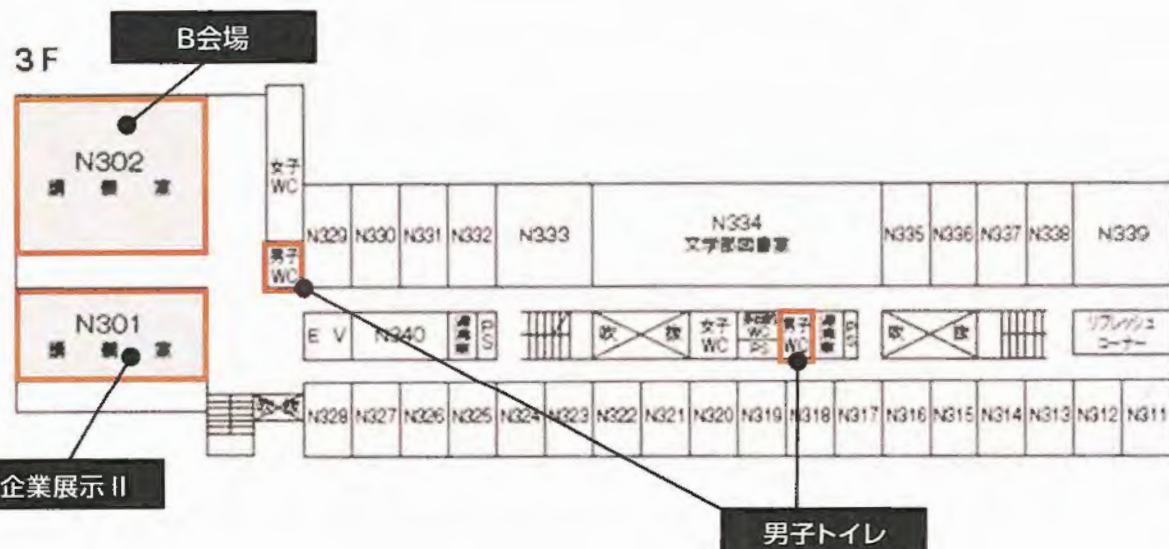 B会場
3F
N302
講義室
女子
WC
N329
N330
N331
N332
N333
N334
文学部図書室
N335
N336
N337
N338
N339
男子
WC
N301
講義室
EV
N340
PS
吹抜
女子
WC
WC
PS
男子
WC
PS
吹抜
リフレッシュ
コーナー
吹抜
N328
N327
N326
N325
N324
N323
N322
N321
N320
N319
N318
N317
N316
N315
N314
N313
N312
N311
企業展示 II
男子トイレ